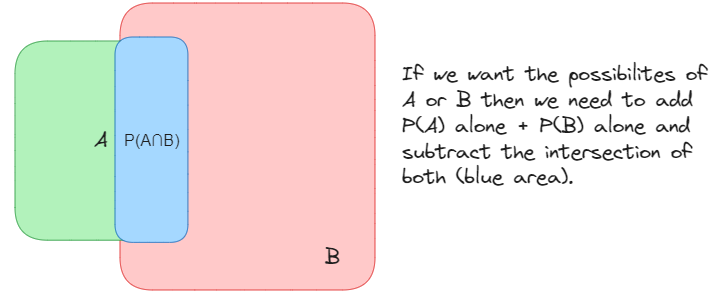 A
P(A∩B)
B
If we want the possibilites of
A or B then we need to add
P(A) alone + P(B) alone and
subtract the intersection of
both (blue area).